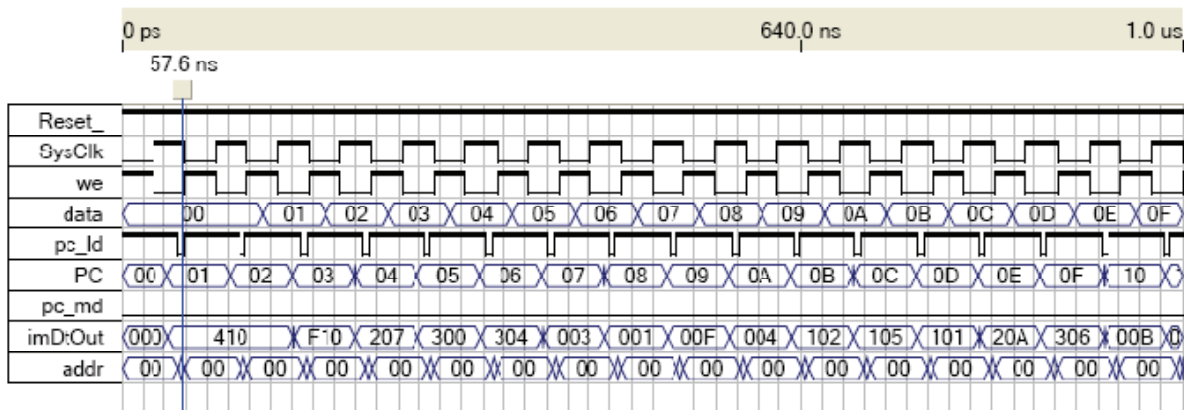 0 ps 640.0 ns 1.0 us
57.6 ns
Reset_
SysClk
we
data 00 01 02 03 04 05 06 07 08 09 0A 0B 0C 0D 0E 0F
pc_ld
PC 00 01 02 03 04 05 06 07 08 09 0A 0B 0C 0D 0E 0F 10
pc_md
imDtOut 000 410 F10 207 300 304 003 001 00F 004 102 105 101 20A 306 00B
addr 00 00 00 00 00 00 00 00 00 00 00 00 00 00 00 00 00